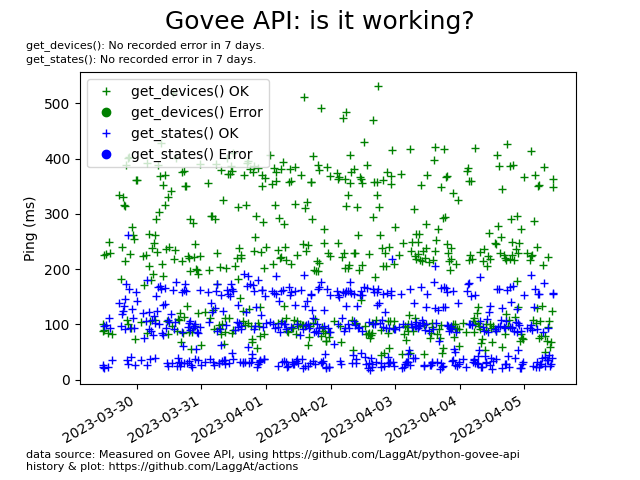 Govee API: is it working?
get_devices(): No recorded error in 7 days.
get_states(): No recorded error in 7 days.
get_devices() OK
get_devices() Error
get_states() OK
get_states() Error
Ping (ms)
500
400
300
200
100
0
2023-03-30
2023-03-31
2023-04-01
2023-04-02
2023-04-03
2023-04-04
2023-04-05
data source: Measured on Govee API, using https://github.com/LaggAt/python-govee-api
history & plot: https://github.com/LaggAt/actions